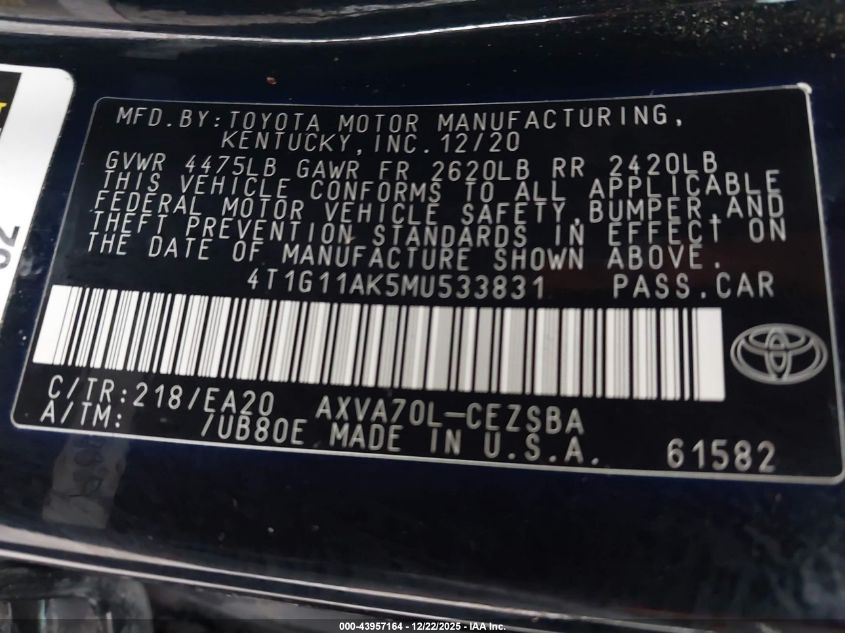 MFD.BY:TOYOTA MOTOR MANUFACTURING,
KENTUCKY, INC.12/20
GVWR 4475LB GAWR FR 2620LB RR 2420LB
THIS VEHICLE CONFORMS TO ALL APPLICABLE
FEDERAL MOTOR VEHICLE SAFETY,BUMPER,AND
THEFT PREVENTION STANDARDS IN EFFECT ON
THE DATE OF MANUFACTURE SHOWN ABOVE.
4T1G11AK5MU533831 PASS.CAR
C/TR:218/EA20 AXVA70L-CEZSBA
A/TM: /UB80E MADE IN U.S.A. 61582
000-43957164 - 12/22/2025 - IAA Inc.